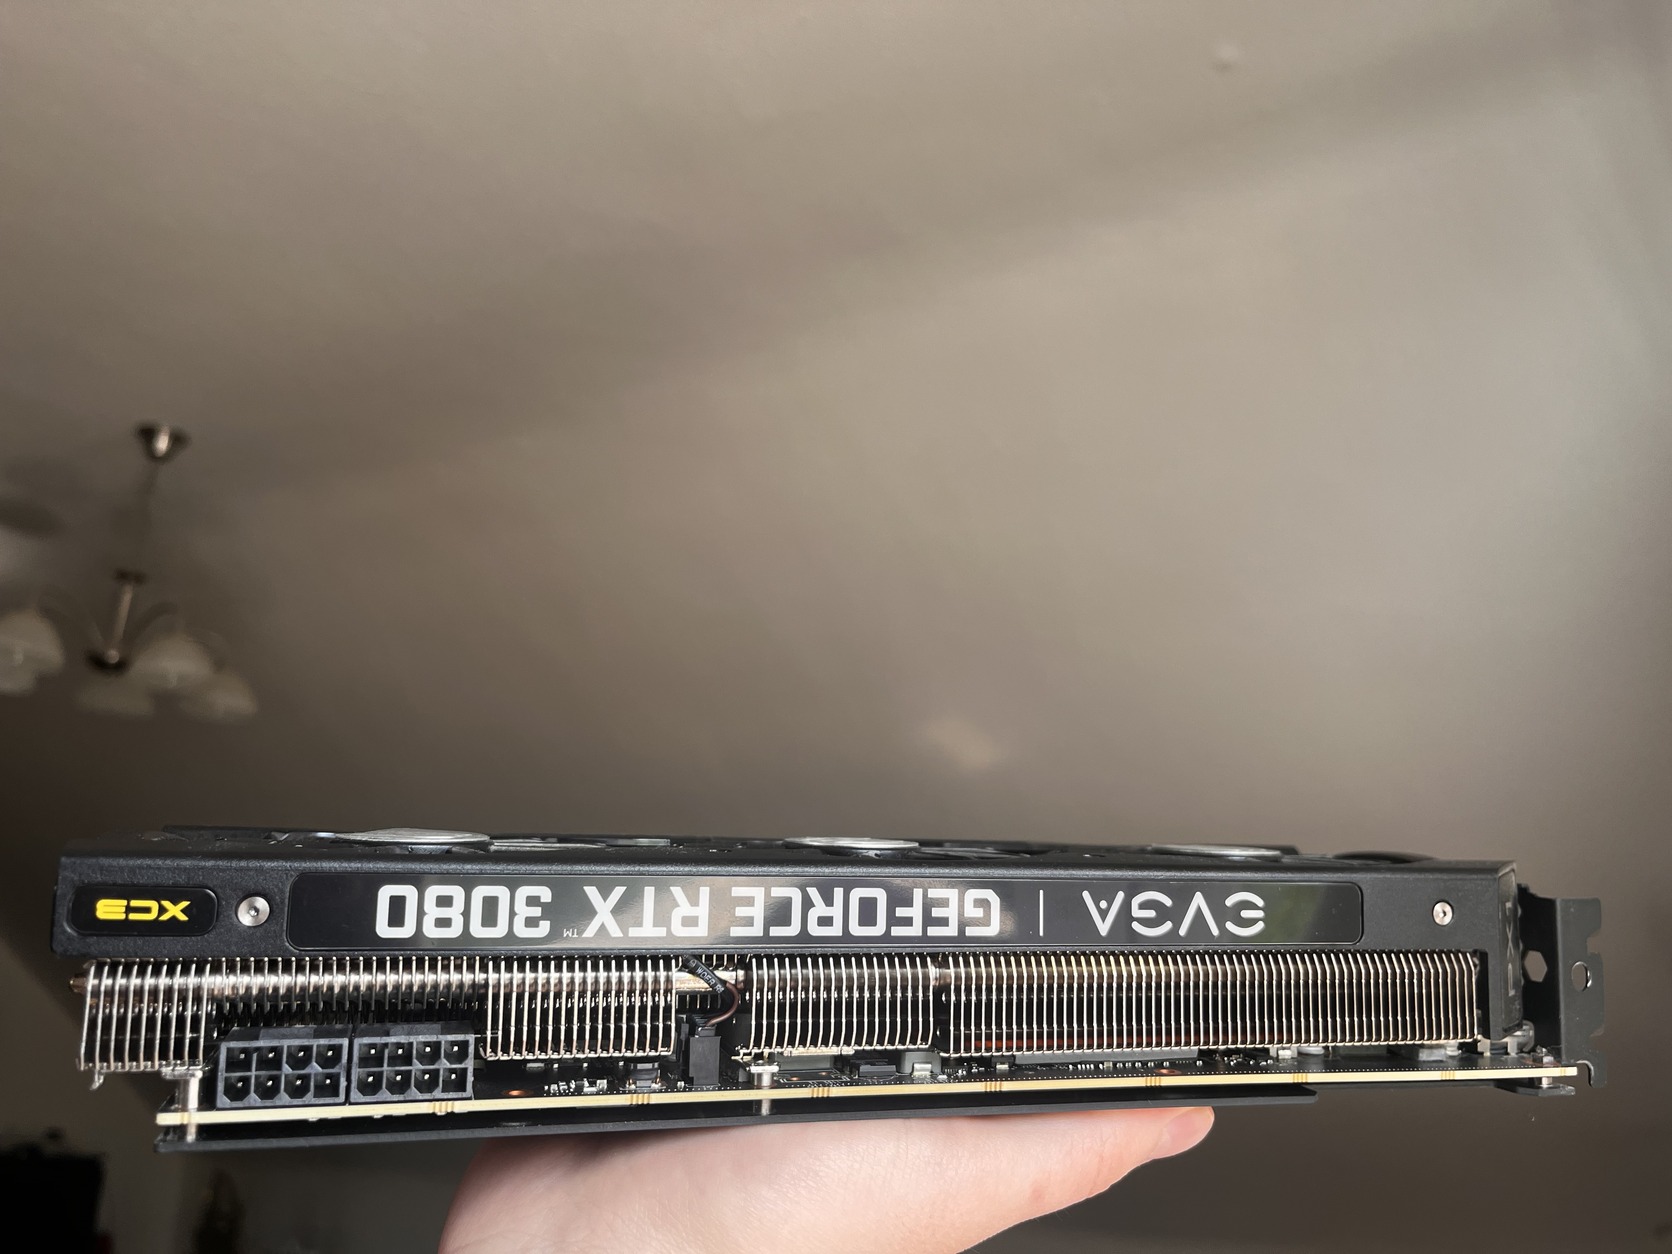 EVGA | GEFORCE RTX™ 3080
XC3